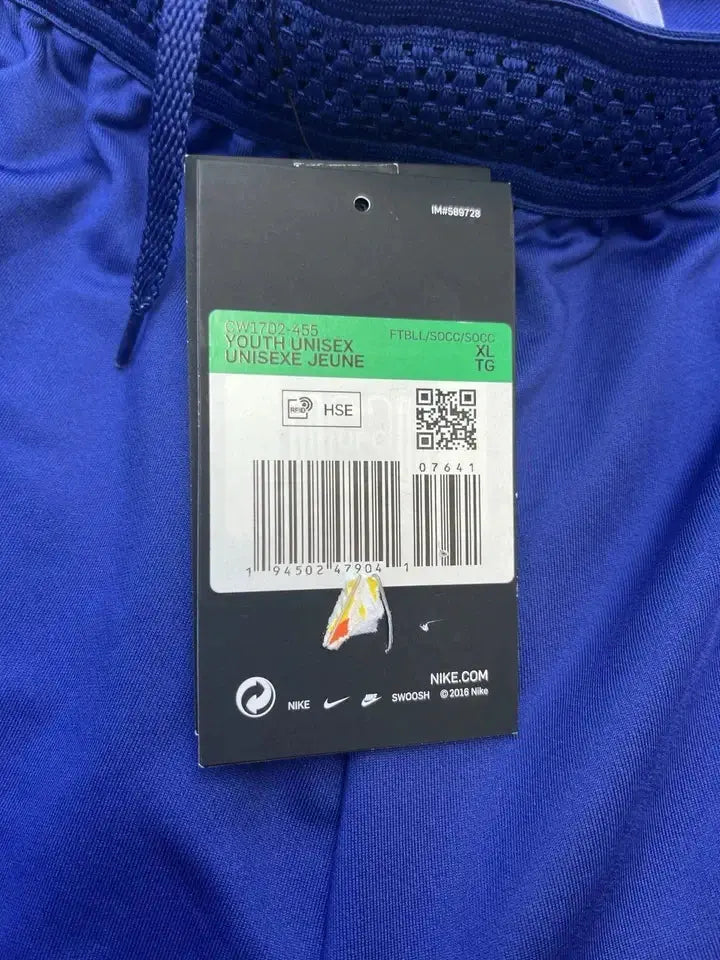 IM#589728
CW1702-455
YOUTH UNISEX
UNISEXE JEUNE
FTBLL/SOCC/SOCC
XL
TG
RFID HSE
07641
1 94502 47904 1
NIKE.COM
NIKE SWOOSH © 2016 Nike